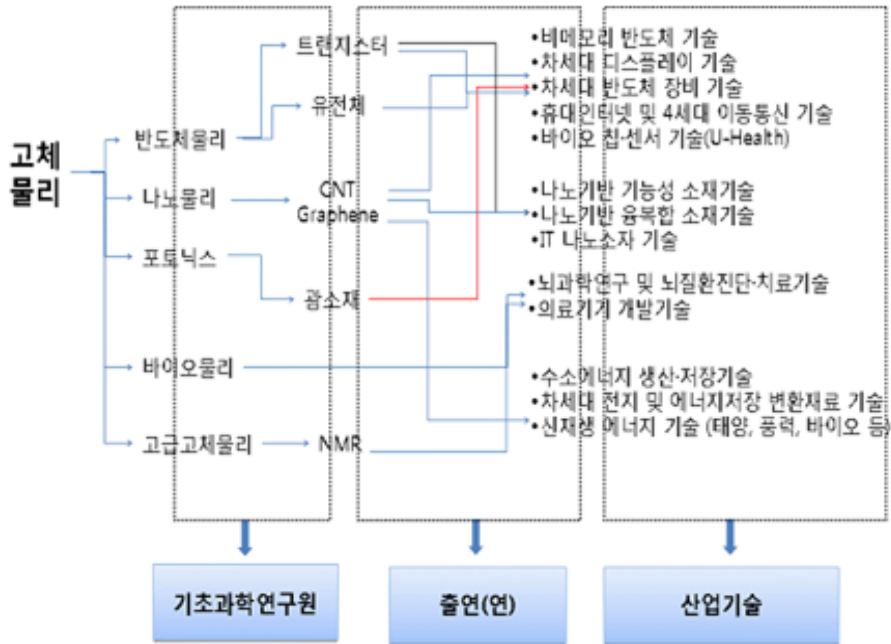 고체
물리
반도체물리
나노물리
포토닉스
바이오물리
고급고체물리
트랜지스터
유전체
CNT
Graphene
광소재
NMR
•비메모리 반도체 기술
•차세대 디스플레이 기술
•차세대 반도체 장비 기술
•휴대인터넷 및 4세대 이동통신 기술
•바이오 칩·센서 기술(U-Health)
•나노기반 기능성 소재기술
•나노기반 융복합 소재기술
•IT 나노소자 기술
•뇌과학연구 및 뇌질환진단·치료기술
•의료기기 개발기술
•수소에너지 생산·저장기술
•차세대 전지 및 에너지저장 변환재료 기술
•신재생 에너지 기술 (태양, 풍력, 바이오 등)
기초과학연구원
출연(연)
산업기술